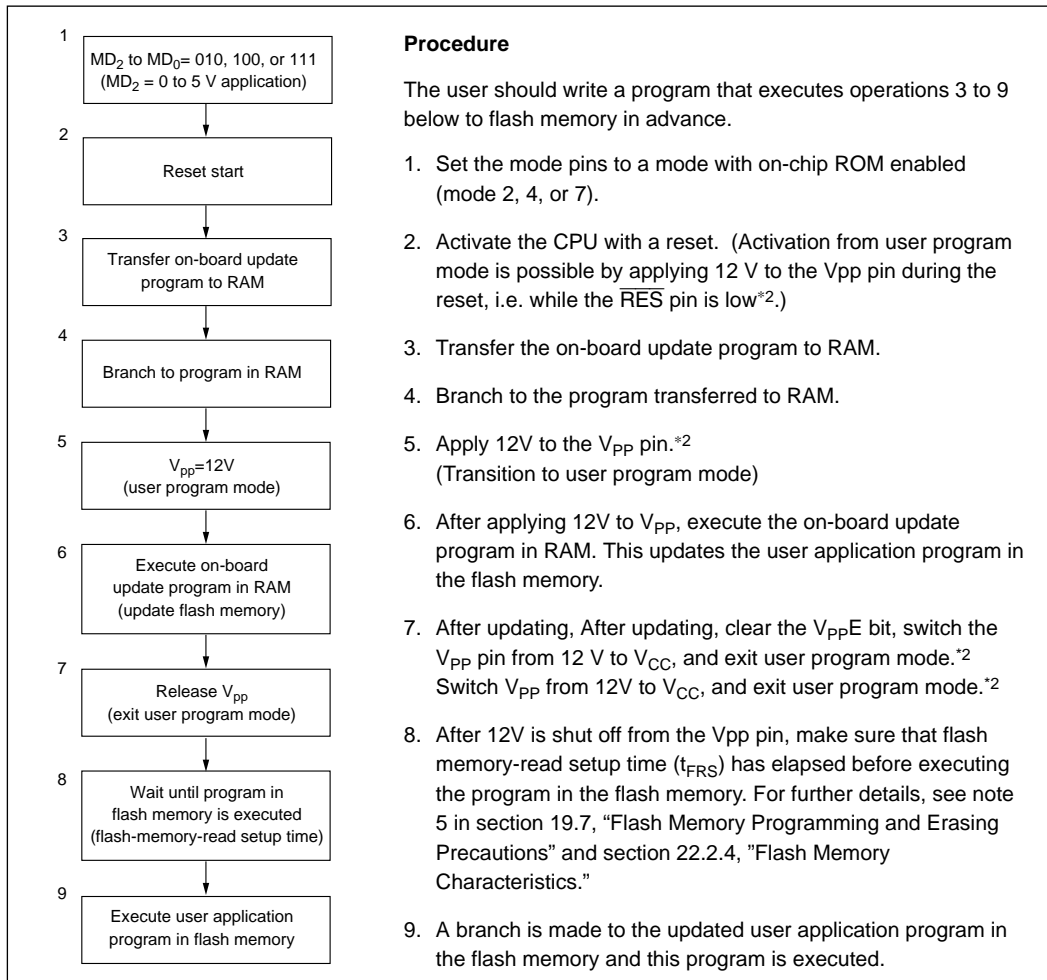 1
MD2 to MD0= 010, 100, or 111
(MD2 = 0 to 5 V application)
2
Reset start
3
Transfer on-board update
program to RAM
4
Branch to program in RAM
5
Vpp=12V
(user program mode)
6
Execute on-board
update program in RAM
(update flash memory)
7
Release Vpp
(exit user program mode)
8
Wait until program in
flash memory is executed
(flash-memory-read setup time)
9
Execute user application
program in flash memory
Procedure
The user should write a program that executes operations 3 to 9
below to flash memory in advance.
1. Set the mode pins to a mode with on-chip ROM enabled
(mode 2, 4, or 7).
2. Activate the CPU with a reset. (Activation from user program
mode is possible by applying 12 V to the Vpp pin during the
reset, i.e. while the RES pin is low*2.)
3. Transfer the on-board update program to RAM.
4. Branch to the program transferred to RAM.
5. Apply 12V to the VPP pin.*2
(Transition to user program mode)
6. After applying 12V to VPP, execute the on-board update
program in RAM. This updates the user application program in
the flash memory.
7. After updating, After updating, clear the VPPE bit, switch the
VPP pin from 12 V to VCC, and exit user program mode.*2
Switch VPP from 12V to VCC, and exit user program mode.*2
8. After 12V is shut off from the Vpp pin, make sure that flash
memory-read setup time (tFRS) has elapsed before executing
the program in the flash memory. For further details, see note
5 in section 19.7, “Flash Memory Programming and Erasing
Precautions” and section 22.2.4, ”Flash Memory
Characteristics.”
9. A branch is made to the updated user application program in
the flash memory and this program is executed.